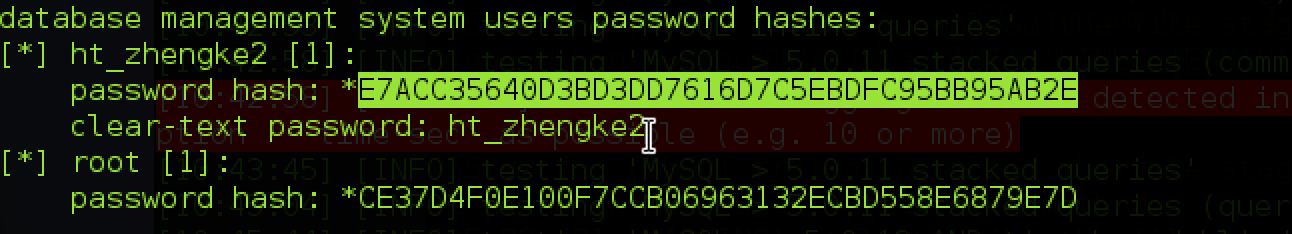 database management system users password hashes:
[*] ht_zhengke2 [1]:
password hash: *E7ACC35640D3BD3DD7616D7C5EBDFC95BB95AB2E
clear-text password: ht_zhengke2
[*] root [1]:
password hash: *CE37D4F0E100F7CCB06963132ECBD558E6879E7D